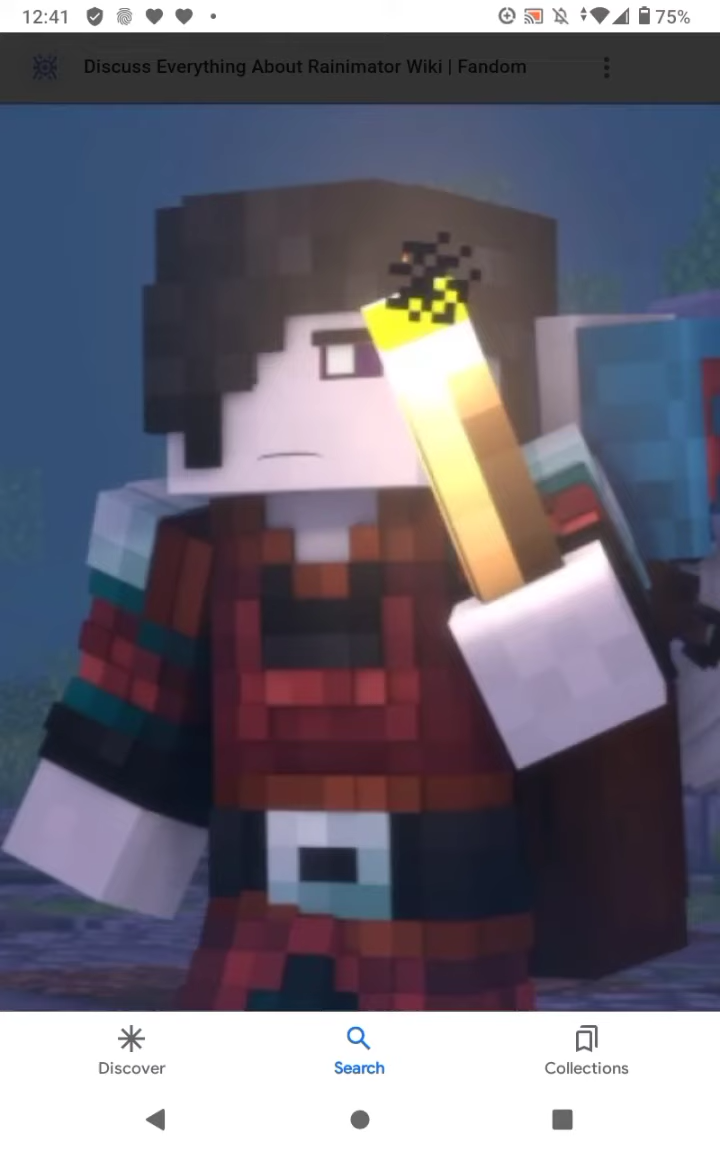 12:41 75%
Discuss Everything About Rainimator Wiki | Fandom
Discover Search Collections